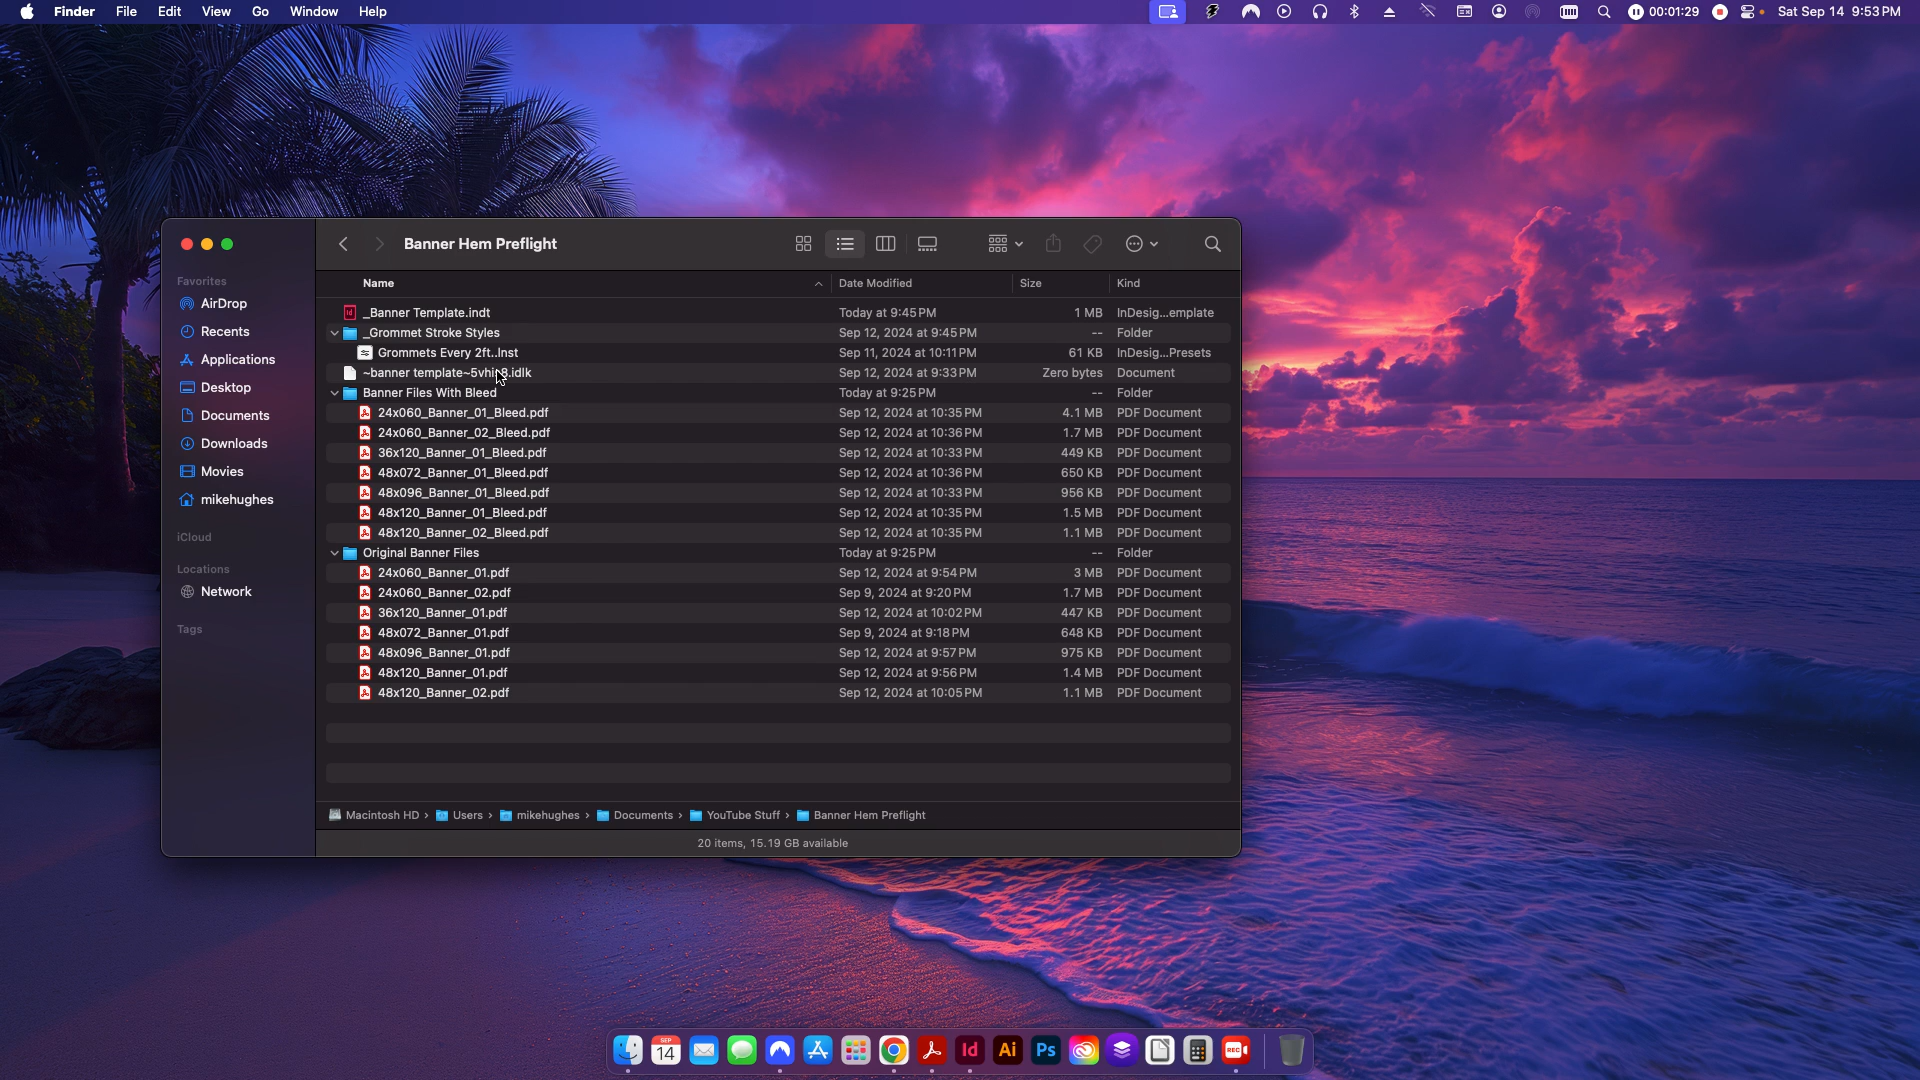 Finder File Edit View Go Window Help 00:01:29 Sat Sep 14 9:53 PM
Banner Hem Preflight
Favorites
AirDrop
Recents
Applications
Desktop
Documents
Downloads
Movies
mikehughes
iCloud
Locations
Network
Tags
Name Date Modified Size Kind
_Banner Template.indt Today at 9:45 PM 1 MB InDesig...emplate
_Grommet Stroke Styles Sep 12, 2024 at 9:45 PM -- Folder
Grommets Every 2ft..lnst Sep 11, 2024 at 10:11 PM 61 KB InDesig...Presets
Sep 12, 2024 at 9:33 PM Zero bytes Document
Banner Files With Bleed Today at 9:25 PM -- Folder
24x060_Banner_01_Bleed.pdf Sep 12, 2024 at 10:35 PM 4.1 MB PDF Document
24x060_Banner_02_Bleed.pdf Sep 12, 2024 at 10:36 PM 1.7 MB PDF Document
36x120_Banner_01_Bleed.pdf Sep 12, 2024 at 10:33 PM 449 KB PDF Document
48x072_Banner_01_Bleed.pdf Sep 12, 2024 at 10:36 PM 650 KB PDF Document
48x096_Banner_01_Bleed.pdf Sep 12, 2024 at 10:33 PM 956 KB PDF Document
48x120_Banner_01_Bleed.pdf Sep 12, 2024 at 10:35 PM 1.5 MB PDF Document
48x120_Banner_02_Bleed.pdf Sep 12, 2024 at 10:35 PM 1.1 MB PDF Document
Original Banner Files Today at 9:25 PM -- Folder
24x060_Banner_01.pdf Sep 12, 2024 at 9:54 PM 3 MB PDF Document
24x060_Banner_02.pdf Sep 9, 2024 at 9:20 PM 1.7 MB PDF Document
36x120_Banner_01.pdf Sep 12, 2024 at 10:02 PM 447 KB PDF Document
48x072_Banner_01.pdf Sep 9, 2024 at 9:18 PM 648 KB PDF Document
48x096_Banner_01.pdf Sep 12, 2024 at 9:57 PM 975 KB PDF Document
48x120_Banner_01.pdf Sep 12, 2024 at 9:56 PM 1.4 MB PDF Document
48x120_Banner_02.pdf Sep 12, 2024 at 10:05 PM 1.1 MB PDF Document
Macintosh HD › Users › mikehughes › Documents › YouTube Stuff › Banner Hem Preflight
20 items, 15.19 GB available
SEP
14 Id Ai Ps REC